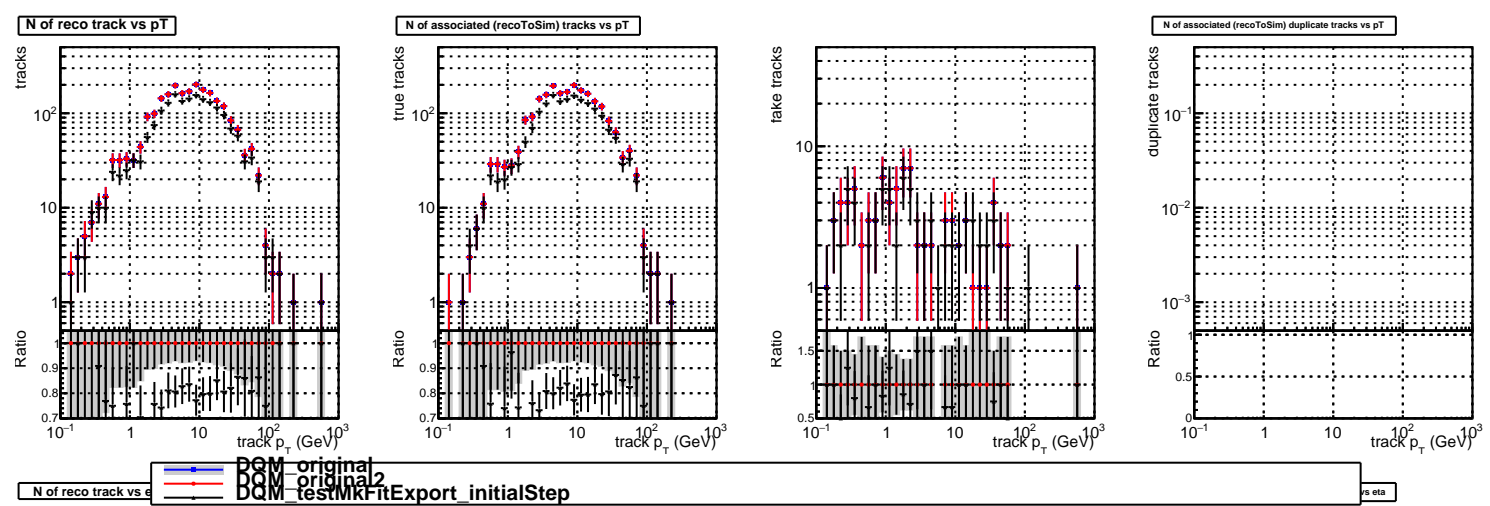 N of reco track vs pT
N of associated (recoToSim) tracks vs pT
N of associated (recoToSim) duplicate tracks vs pT
tracks
10²
10
1
Ratio
1
0.9
0.8
0.7
10⁻¹ 1 10 10² 10³
track p_T (GeV)
true tracks
10²
10
1
Ratio
1
0.9
0.8
0.7
10⁻¹ 1 10 10² 10³
track p_T (GeV)
fake tracks
10
1
Ratio
1.5
1
0.5
10⁻¹ 1 10 10² 10³
track p_T (GeV)
duplicate tracks
10⁻¹
10⁻²
10⁻³
Ratio
1
0.5
0
10⁻¹ 1 10 10² 10³
track p_T (GeV)
DQM_original
DQM_original2
DQM_testMkFitExport_initialStep
N of reco track vs e
vs eta